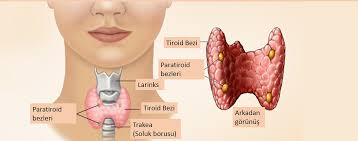 Larinks
Paratiroid
bezleri
Tiroid Bezi
Trakea
(Soluk borusu)
Tiroid Bezi
Paratiroid
bezleri
Arkadan
görünüş